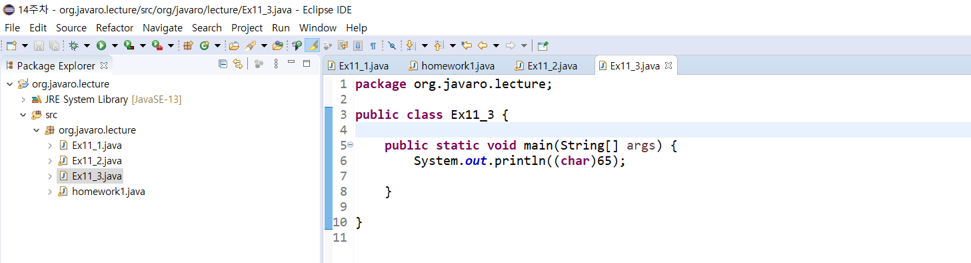 14주차 - org.javaro.lecture/src/org/javaro/lecture/Ex11_3.java - Eclipse IDE
File Edit Source Refactor Navigate Search Project Run Window Help
Package Explorer
org.javaro.lecture
JRE System Library [JavaSE-13]
src
org.javaro.lecture
Ex11_1.java
Ex11_2.java
Ex11_3.java
homework1.java
Ex11_1.java homework1.java Ex11_2.java Ex11_3.java
1 package org.javaro.lecture;
2
3 public class Ex11_3 {
4
5 public static void main(String[] args) {
6 System.out.println((char)65);
7
8 }
9
10 }
11